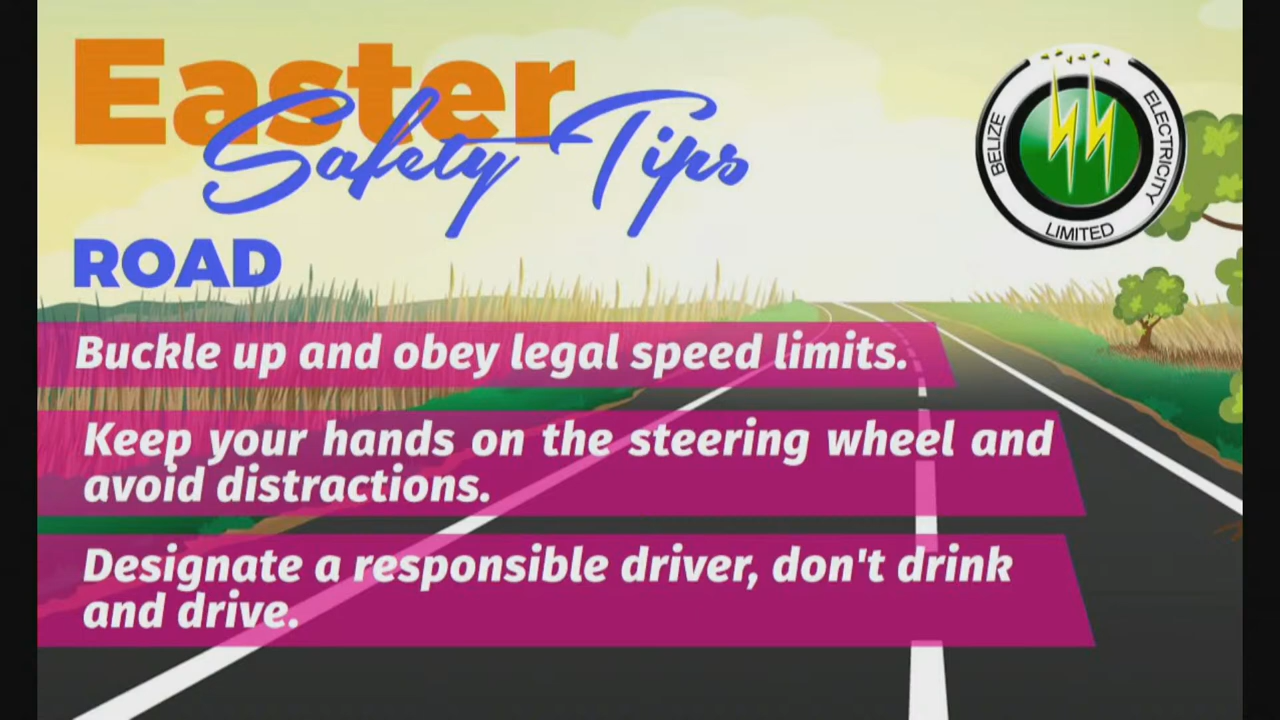 Easter
Safety Tips
BELIZE ELECTRICITY
LIMITED
ROAD
Buckle up and obey legal speed limits.
Keep your hands on the steering wheel and
avoid distractions.
Designate a responsible driver, don't drink
and drive.